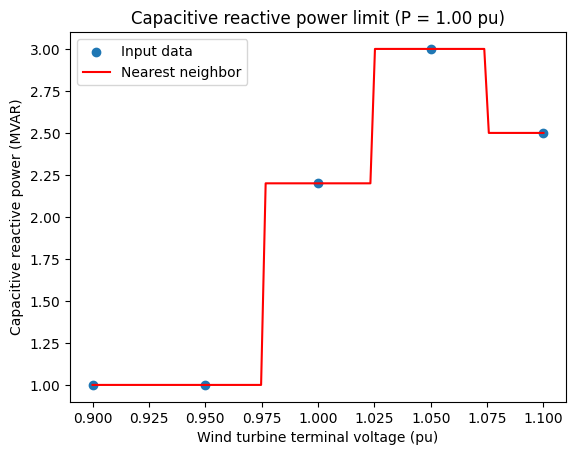 Capacitive reactive power limit (P = 1.00 pu)
Input data
Nearest neighbor
Capacitive reactive power (MVAR)
3.00
2.75
2.50
2.25
2.00
1.75
1.50
1.25
1.00
0.900 0.925 0.950 0.975 1.000 1.025 1.050 1.075 1.100
Wind turbine terminal voltage (pu)